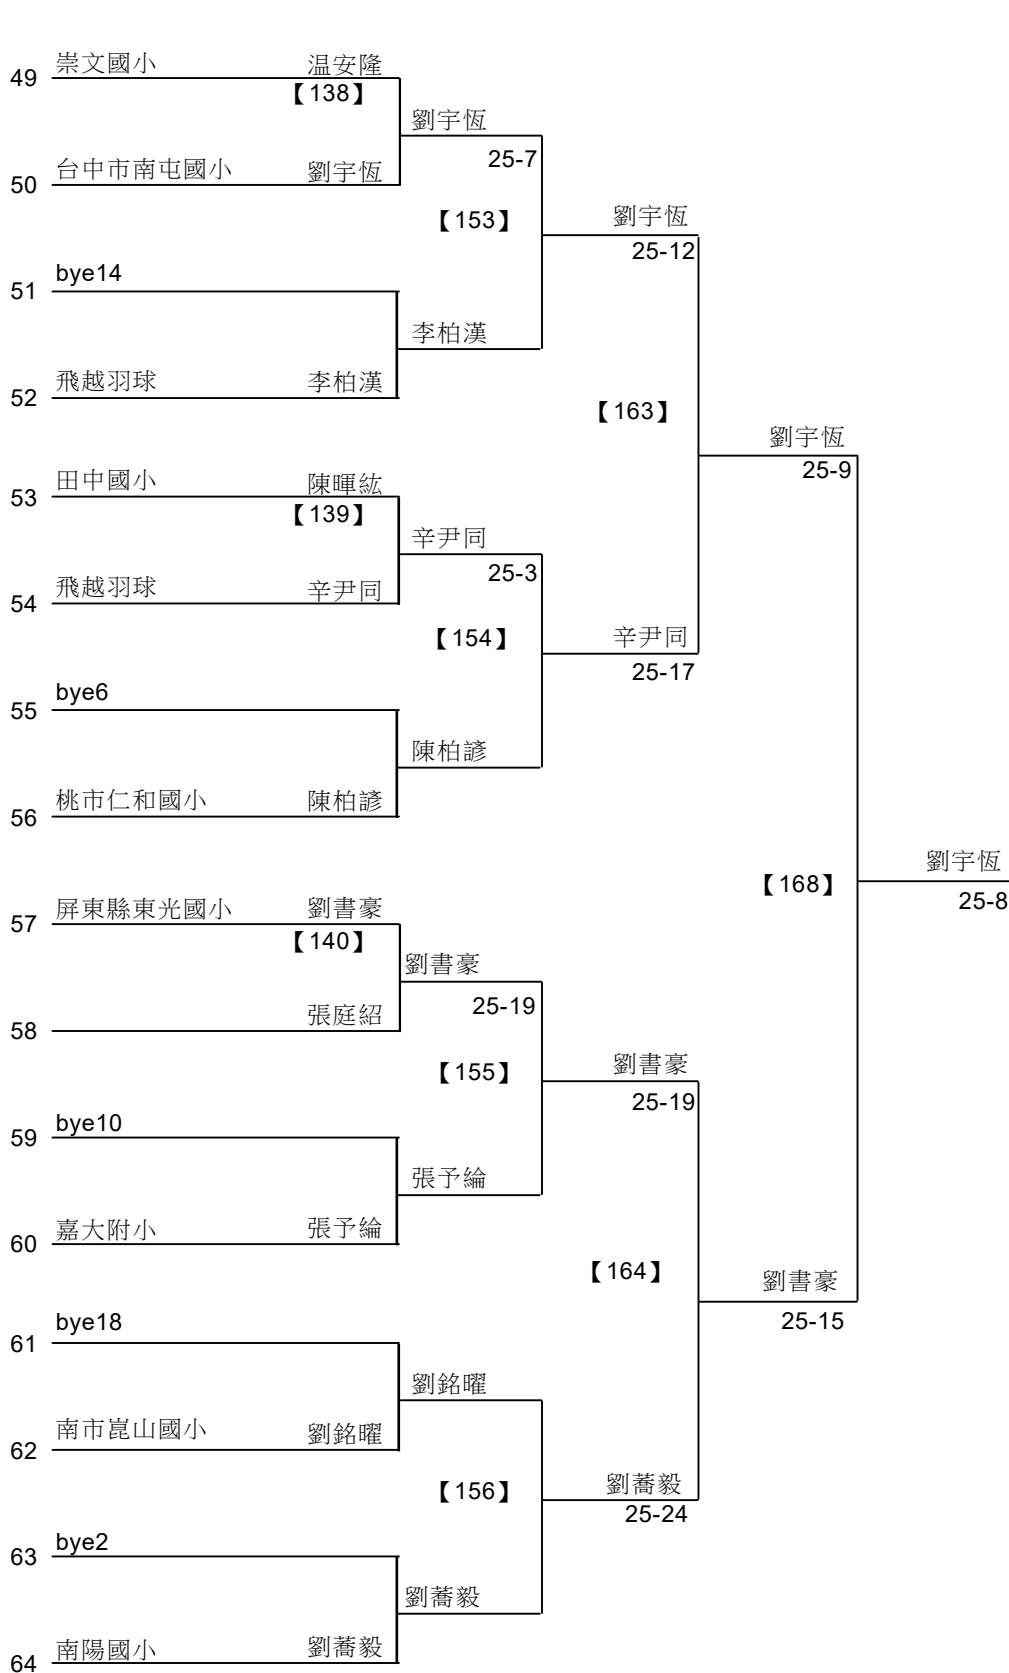 崇文國小 温安隆
49
【138】
劉宇恆
25-7
台中市南屯國小 劉宇恆
50
【153】
劉宇恆
25-12
bye14
51
李柏漢
飛越羽球 李柏漢
52
【163】
劉宇恆
25-9
田中國小 陳暉紘
53
【139】
辛尹同
25-3
飛越羽球 辛尹同
54
【154】
辛尹同
25-17
bye6
55
陳柏諺
桃市仁和國小 陳柏諺
56
【168】
劉宇恆
25-8
屏東縣東光國小 劉書豪
57
【140】
劉書豪
25-19
張庭紹
58
【155】
劉書豪
25-19
bye10
59
張予綸
嘉大附小 張予綸
60
【164】
劉書豪
25-15
bye18
61
劉銘曜
南市崑山國小 劉銘曜
62
【156】
劉蕎毅
25-24
bye2
63
劉蕎毅
南陽國小 劉蕎毅
64